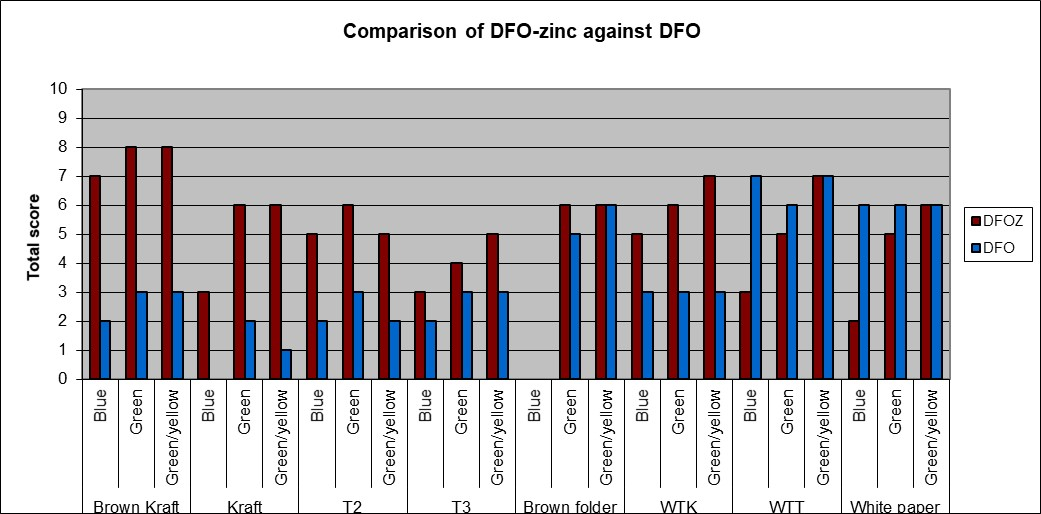 Comparison of DFO-zinc against DFO
Total score
10
9
8
7
6
5
4
3
2
1
0
Blue
Green
Green/yellow
Blue
Green
Green/yellow
Blue
Green
Green/yellow
Blue
Green
Green/yellow
Blue
Green
Green/yellow
Blue
Green
Green/yellow
Blue
Green
Green/yellow
Blue
Green
Green/yellow
Brown Kraft
Kraft
T2
T3
Brown folder
WTK
WTT
White paper
DFOZ
DFO